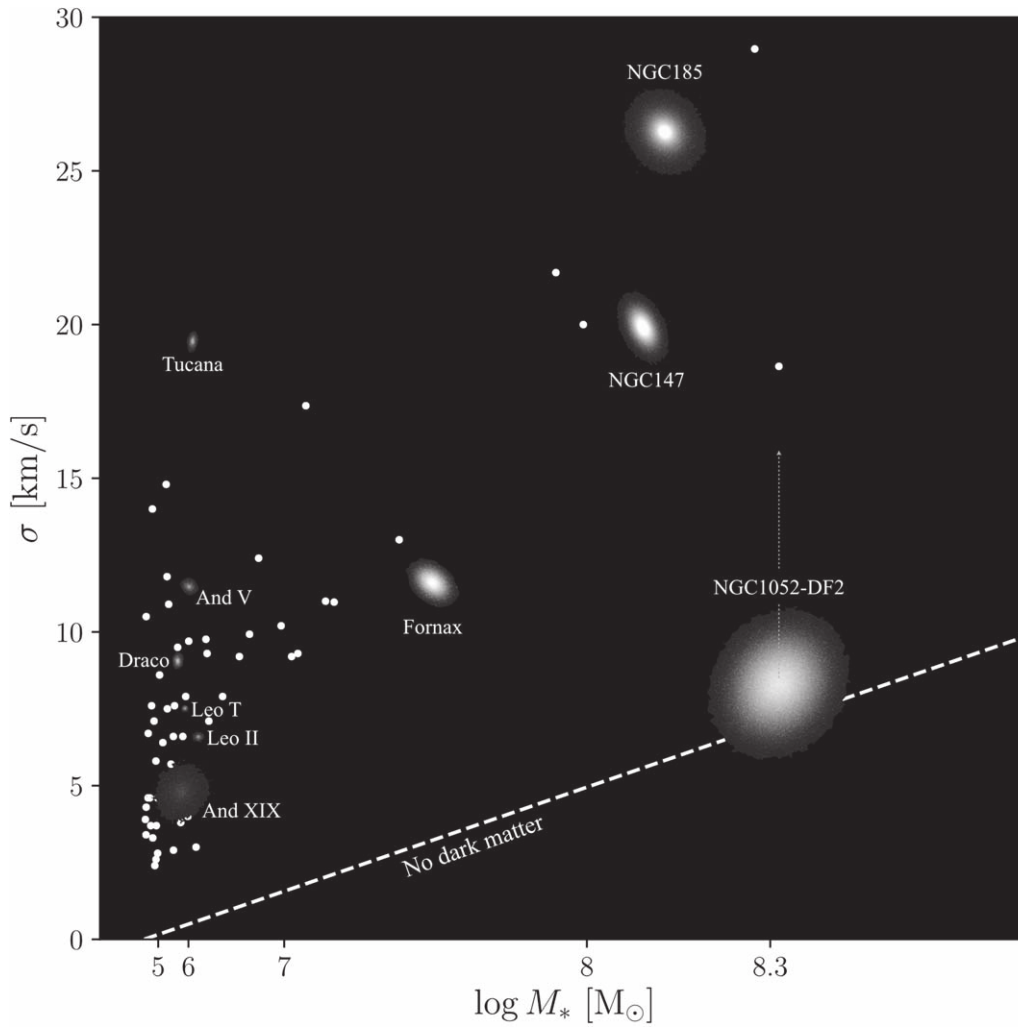 30
NGC185
25
20
Tucana
NGC147
σ [km/s]
15
And V
NGC1052-DF2
Fornax
10
Draco
Leo T
Leo II
5
And XIX
No dark matter
0
5 6 7 8 8.3
log M* [M☉]